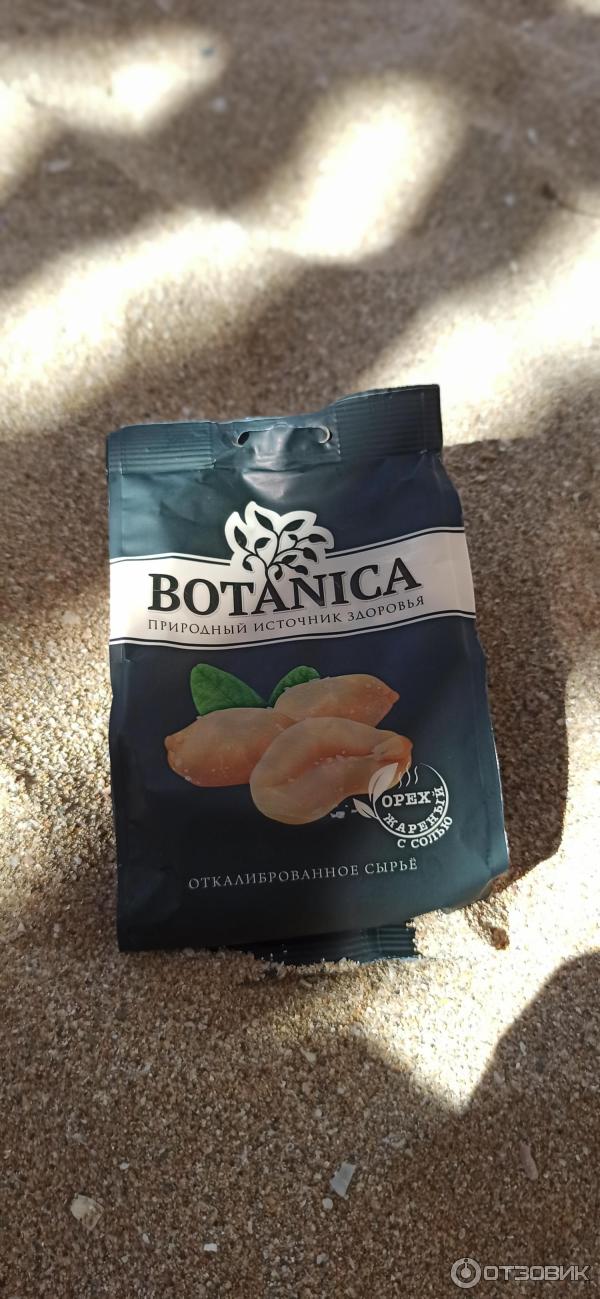 BOTANICA
ПРИРОДНЫЙ ИСТОЧНИК ЗДОРОВЬЯ
ОРЕХ
ЖАРЕНЫЙ
С СОЛЬЮ
ОТКАЛИБРОВАННОЕ СЫРЬЁ
ОТЗОВИК